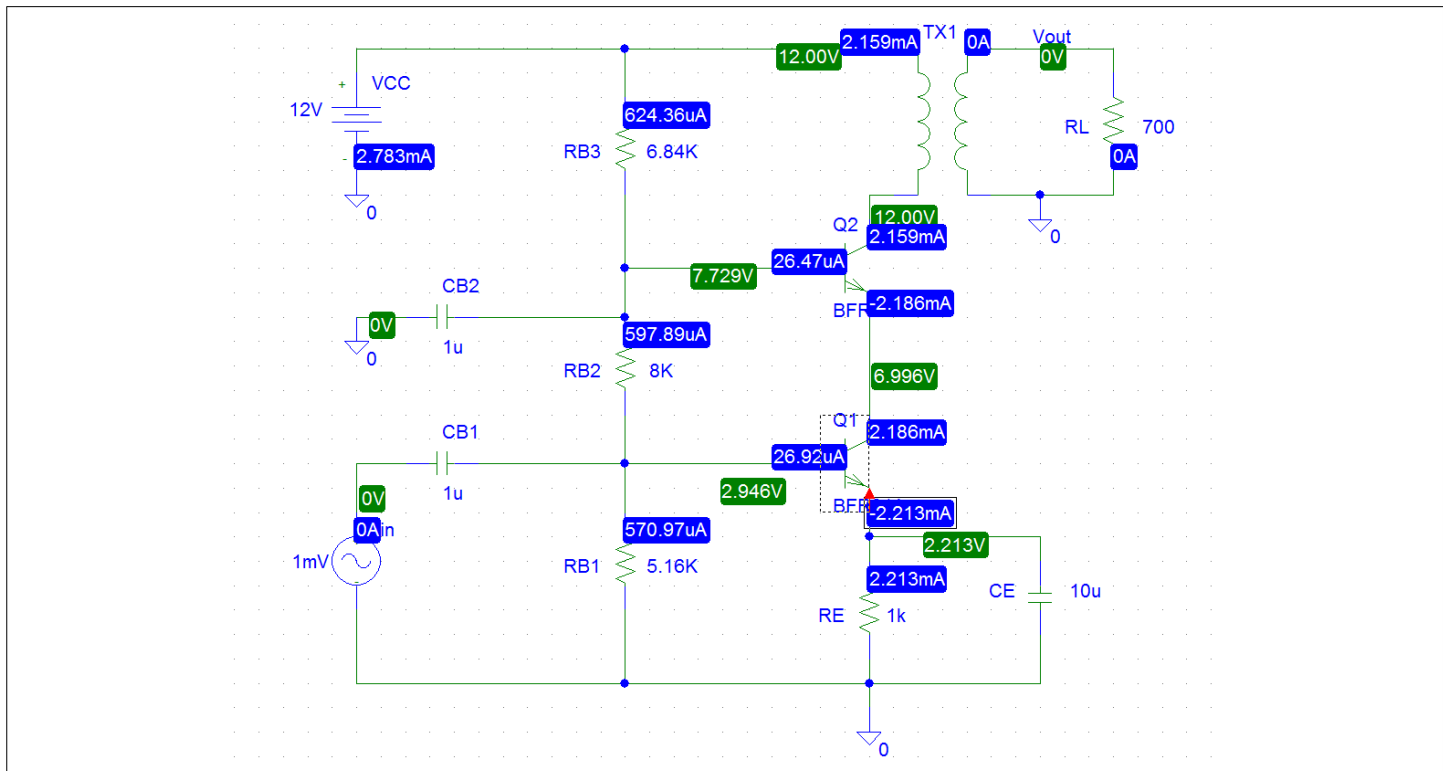 TX1
Vout
2.159mA
0A
12.00V
0V
VCC
12V
+
-
2.783mA
0
624.36uA
RB3
6.84K
RL
700
0A
0
12.00V
Q2
2.159mA
26.47uA
7.729V
-2.186mA
CB2
0V
1u
0
597.89uA
RB2
8K
6.996V
Q1
2.186mA
CB1
26.92uA
1u
0V
2.946V
-2.213mA
0A
1mV
-
570.97uA
RB1
5.16K
2.213V
2.213mA
RE
1k
CE
10u
0